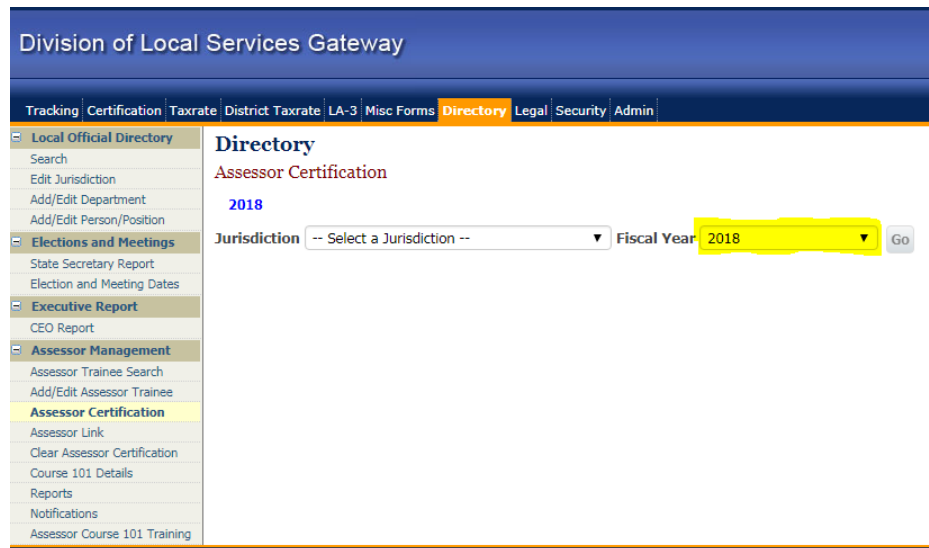 Division of Local Services Gateway
Tracking Certification Taxrate District Taxrate LA-3 Misc Forms Directory Legal Security Admin
Local Official Directory
Search
Edit Jurisdiction
Add/Edit Department
Add/Edit Person/Position
Elections and Meetings
State Secretary Report
Election and Meeting Dates
Executive Report
CEO Report
Assessor Management
Assessor Trainee Search
Add/Edit Assessor Trainee
Assessor Certification
Assessor Link
Clear Assessor Certification
Course 101 Details
Reports
Notifications
Assessor Course 101 Training
Directory
Assessor Certification
2018
Jurisdiction -- Select a Jurisdiction -- Fiscal Year 2018 Go